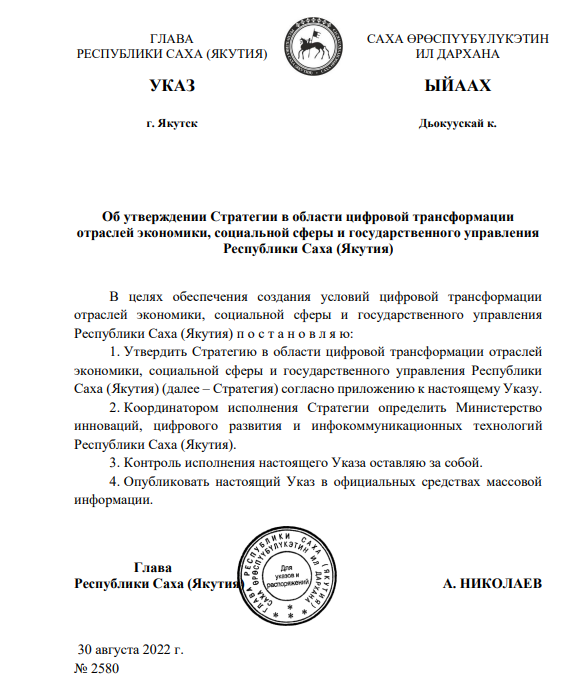 ГЛАВА
РЕСПУБЛИКИ САХА (ЯКУТИЯ)
САХА ӨРӨСПҮҮБҮЛҮКЭТИН
ИЛ ДАРХАНА
УКАЗ
ЫЙААХ
г. Якутск
Дьокуускай к.
Об утверждении Стратегии в области цифровой трансформации
отраслей экономики, социальной сферы и государственного управления
Республики Саха (Якутия)
В целях обеспечения создания условий цифровой трансформации
отраслей экономики, социальной сферы и государственного управления
Республики Саха (Якутия) п о с т а н о в л я ю:
1. Утвердить Стратегию в области цифровой трансформации отраслей
экономики, социальной сферы и государственного управления Республики
Саха (Якутия) (далее – Стратегия) согласно приложению к настоящему Указу.
2. Координатором исполнения Стратегии определить Министерство
инноваций, цифрового развития и инфокоммуникационных технологий
Республики Саха (Якутия).
3. Контроль исполнения настоящего Указа оставляю за собой.
4. Опубликовать настоящий Указ в официальных средствах массовой
информации.
Глава
Республики Саха (Якутия)
ГЛАВА РЕСПУБЛИКИ САХА (ЯКУТИЯ)
САХА ӨРӨСПҮҮБҮЛҮКЭТИН ИЛ ДАРХАНА
Для
указов и
распоряжений
А. НИКОЛАЕВ
30 августа 2022 г.
№ 2580